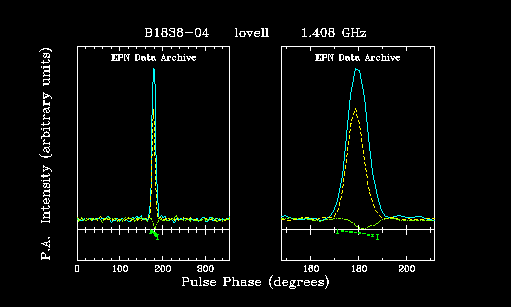 B1838-04 lovell 1.408 GHz
EPN Data Archive EPN Data Archive
P.A. Intensity (arbitrary units)
0 100 200 300 160 180 200
Pulse Phase (degrees)